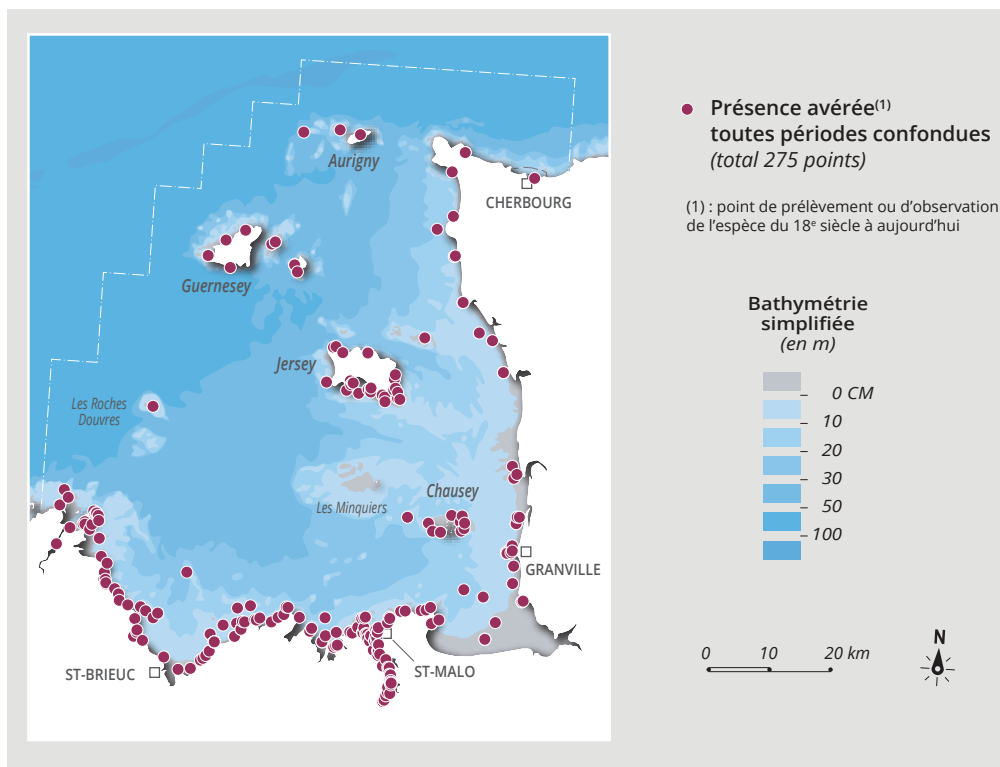 Aurigny
CHERBOURG
Guernesey
Jersey
Les Roches
Douvres
Les Minquiers
Chausey
GRANVILLE
ST-BRIEUC
ST-MALO
Présence avérée(1)
toutes périodes confondues
(total 275 points)
(1) : point de prélèvement ou d'observation
de l'espèce du 18e siècle à aujourd'hui
Bathymétrie
simplifiée
(en m)
0 CM
10
20
30
50
100
0 10 20 km
N